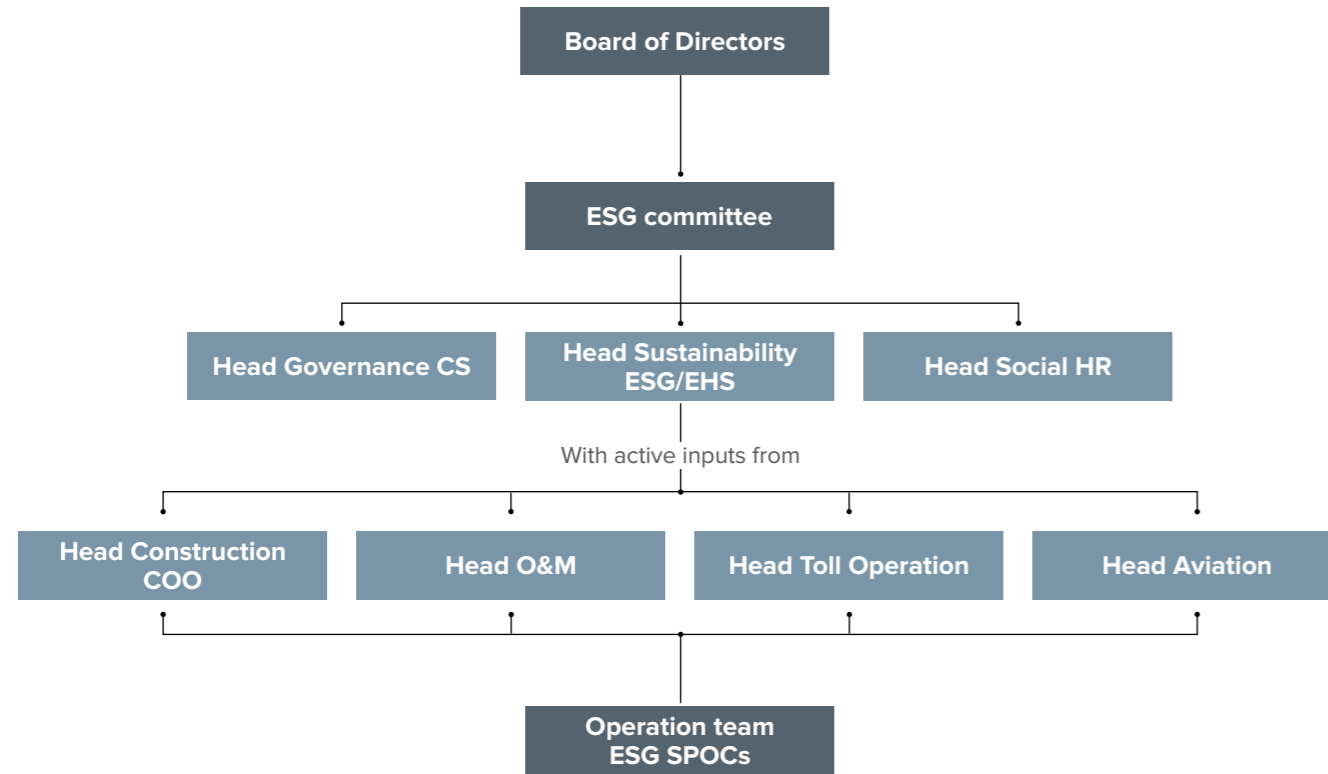 Board of Directors
ESG committee
Head Governance CS
Head Sustainability
ESG/EHS
Head Social HR
With active inputs from
Head Construction
COO
Head O&M
Head Toll Operation
Head Aviation
Operation team
ESG SPOCs